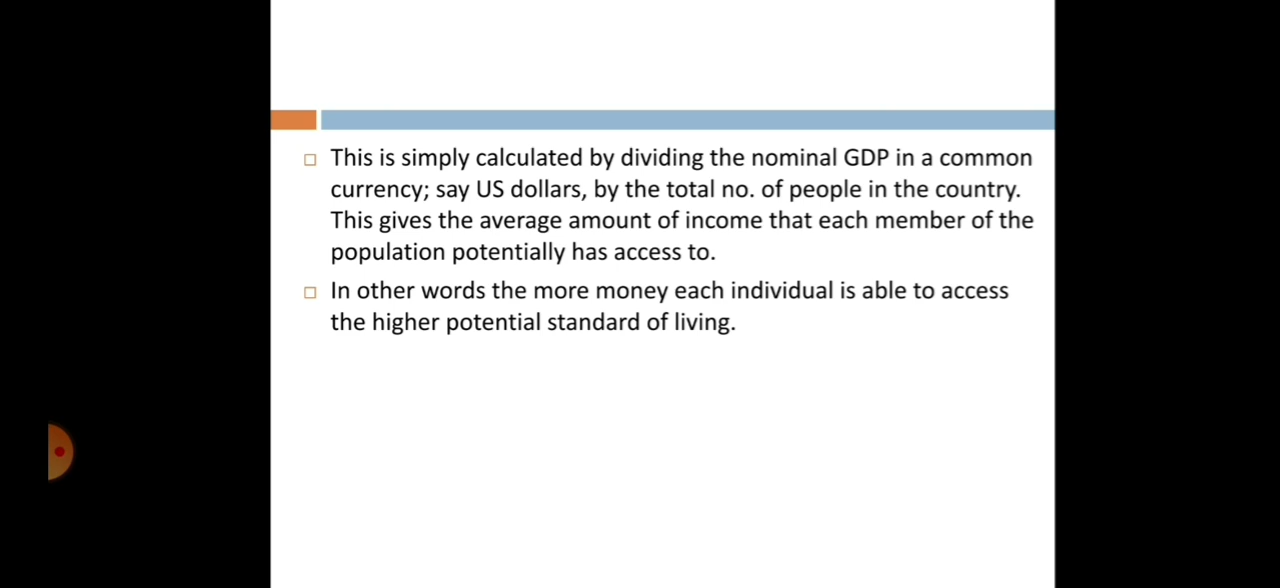 This is simply calculated by dividing the nominal GDP in a common
currency; say US dollars, by the total no. of people in the country.
This gives the average amount of income that each member of the
population potentially has access to.
In other words the more money each individual is able to access
the higher potential standard of living.